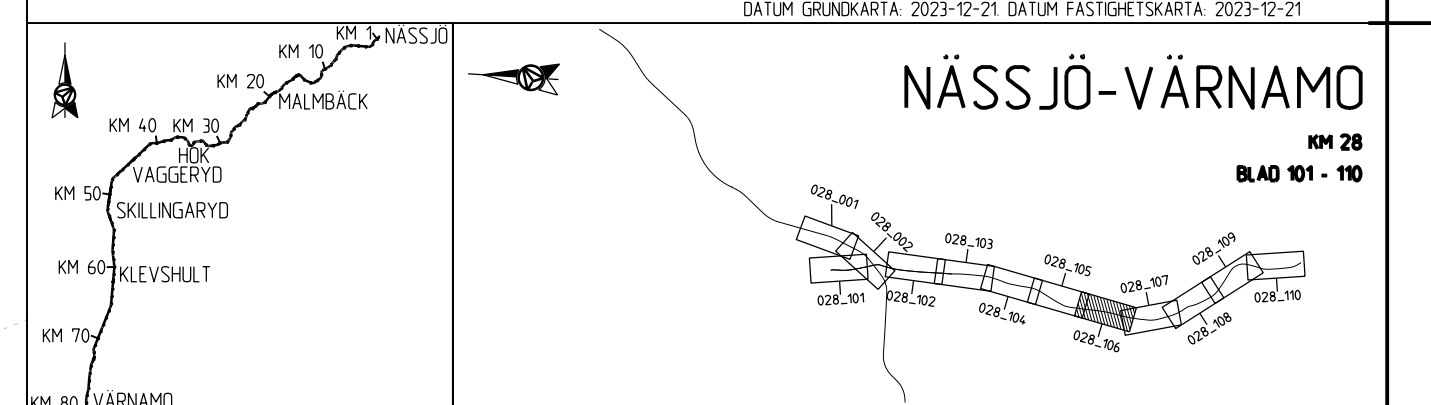 DATUM GRUNDKARTA: 2023-12-21. DATUM FASTIGHETSKARTA: 2023-12-21
KM 1
NÄSSJÖ
KM 10
KM 20
MALMBÄCK
KM 40
KM 30
HOK
VAGGERYD
KM 50
SKILLINGARYD
KM 60
KLEVSHULT
KM 70
KM 80
VÄRNAMO
NÄSSJÖ-VÄRNAMO
KM 28
BLAD 101 - 110
028_001
028_002
028_103
028_105
028_107
028_109
028_101
028_102
028_104
028_106
028_108
028_110